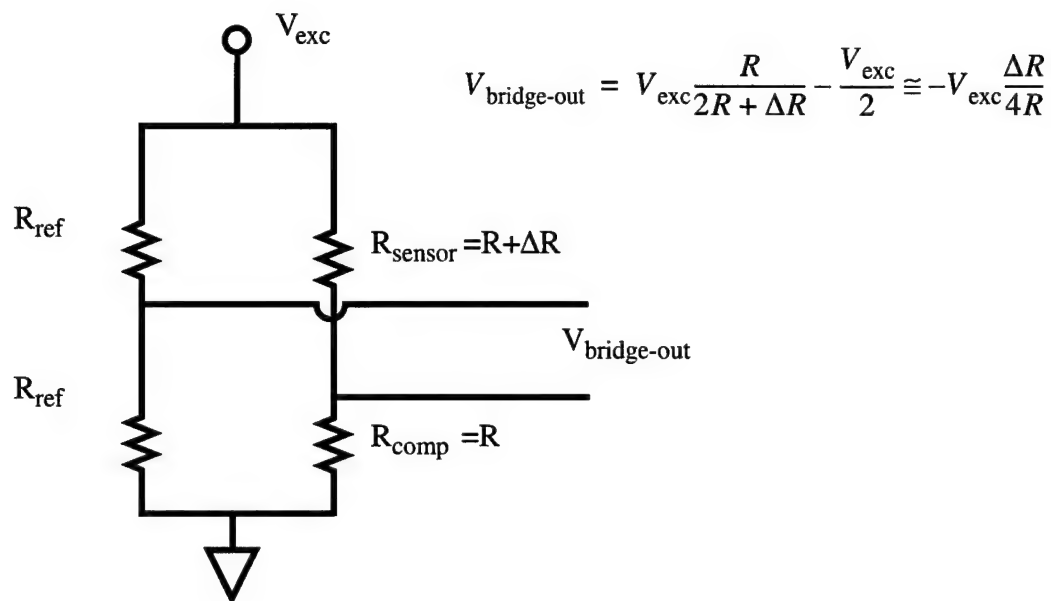 V_exc
V_bridge-out = V_exc R/(2R + ΔR) - V_exc/2 ≅ -V_exc ΔR/4R
R_ref
R_sensor =R+ΔR
V_bridge-out
R_ref
R_comp =R